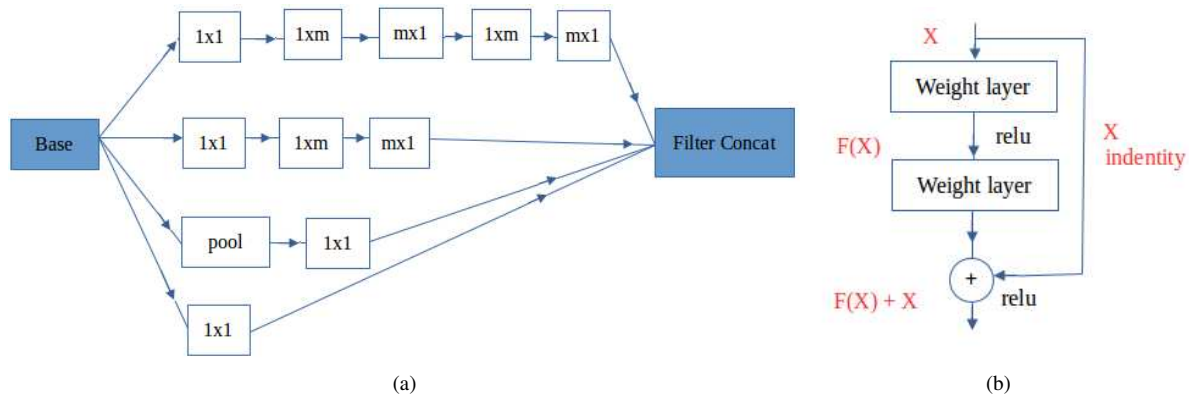 1x1
1xm
mx1
1xm
mx1
Base
1x1
1xm
mx1
Filter Concat
pool
1x1
1x1
(a)
X
Weight layer
relu
F(X)
X
indentity
Weight layer
+
F(X) + X
relu
(b)